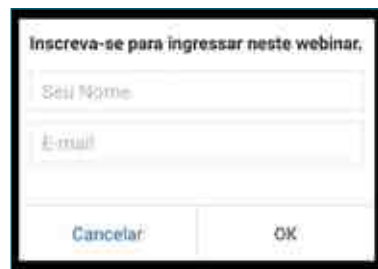 Inscreva-se para ingressar neste webinar.
Seu Nome
E-mail
Cancelar OK